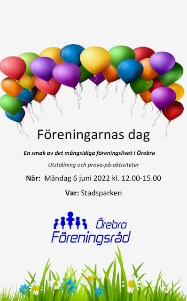 Föreningarnas dag
En smak av det mångsidiga föreningslivet i Örebro
Utställning och prova-på-aktiviteter
När: Måndag 6 juni 2022 kl. 12.00-15.00
Var: Stadsparken
Örebro
Föreningsråd